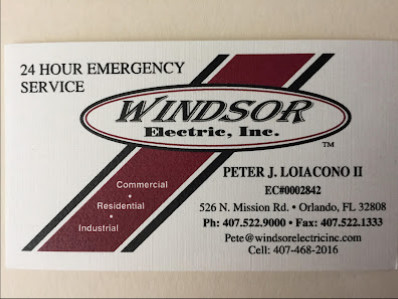 24 HOUR EMERGENCY
SERVICE
WINDSOR
Electric, Inc.
TM
PETER J. LOIACONO II
EC#0002842
526 N. Mission Rd. • Orlando, FL 32808
Ph: 407.522.9000 • Fax: 407.522.1333
Pete@windsorelectricinc.com
Cell: 407-468-2016
Commercial
•
Residential
•
Industrial